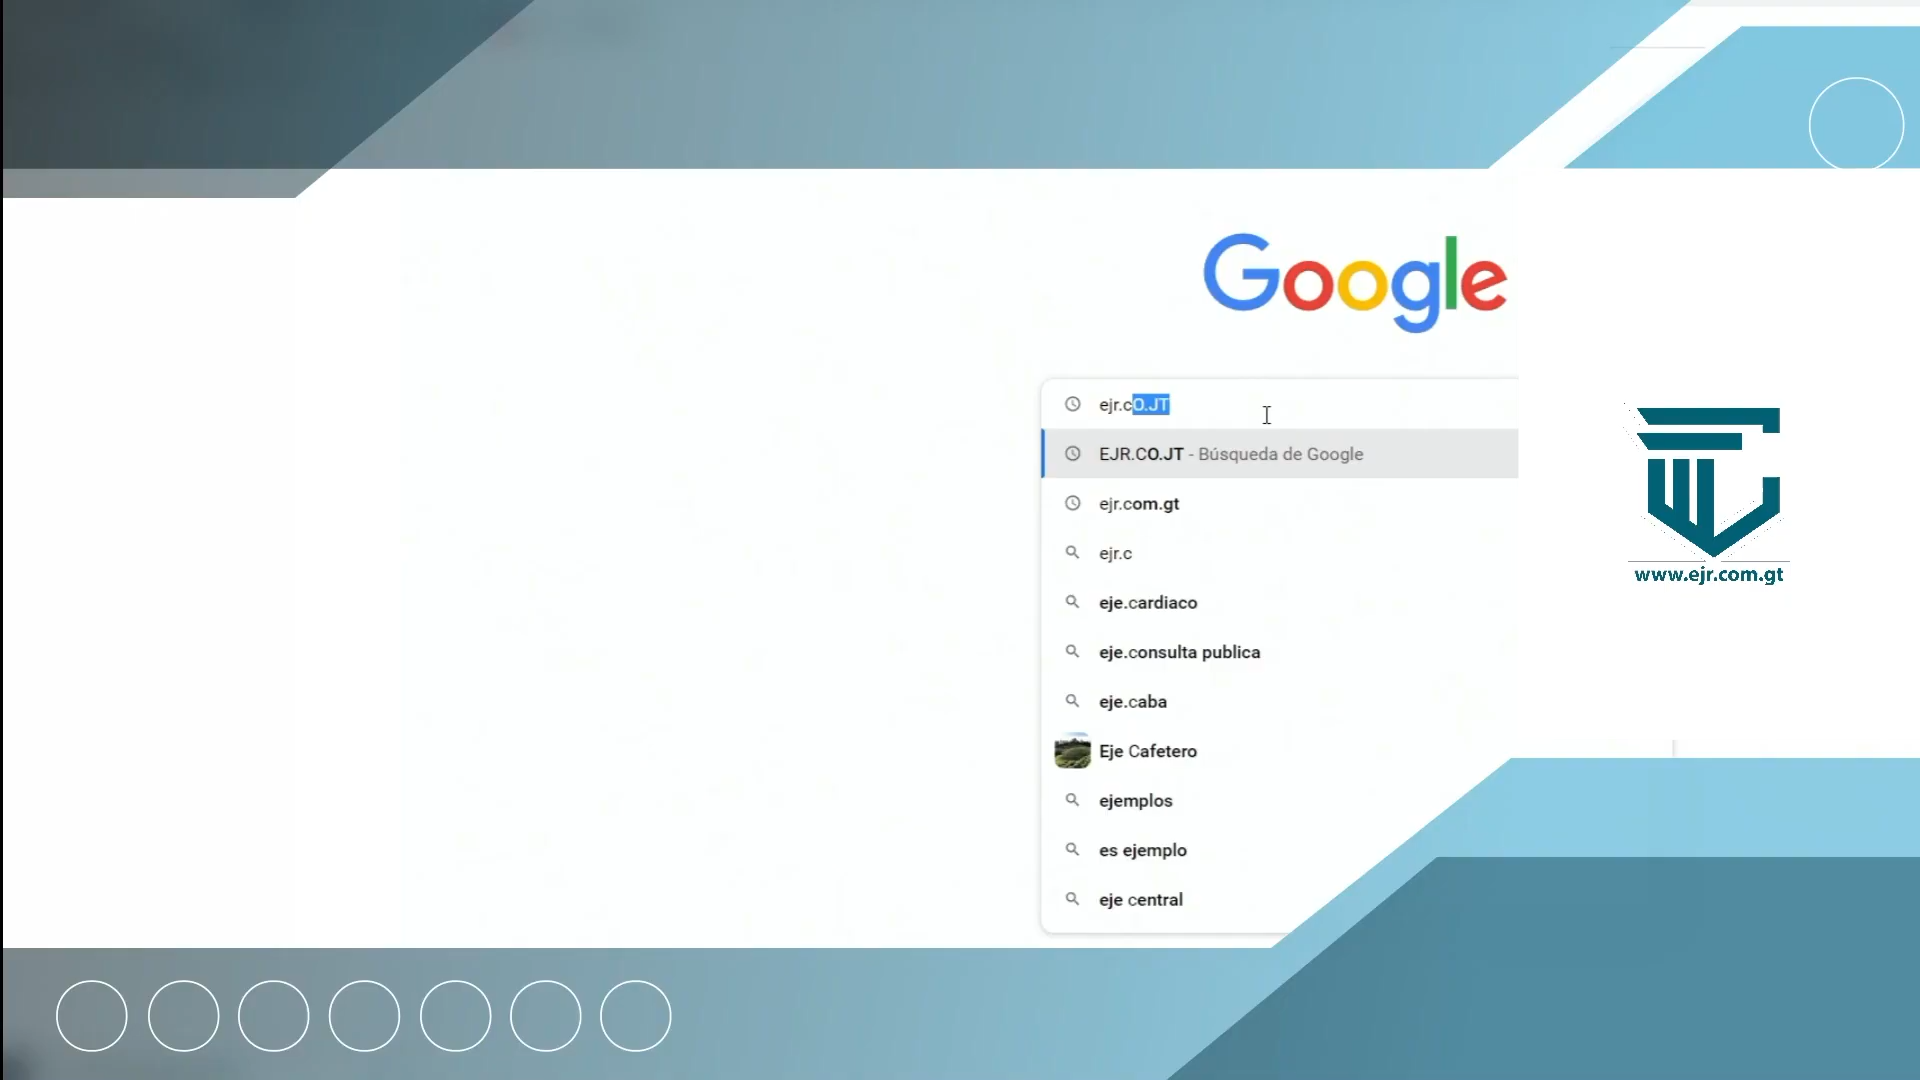 Google
ejr.cO.JT
EJR.CO.JT - Búsqueda de Google
ejr.com.gt
ejr.c
eje.cardiaco
eje.consulta publica
eje.caba
Eje Cafetero
ejemplos
es ejemplo
eje central
www.ejr.com.gt